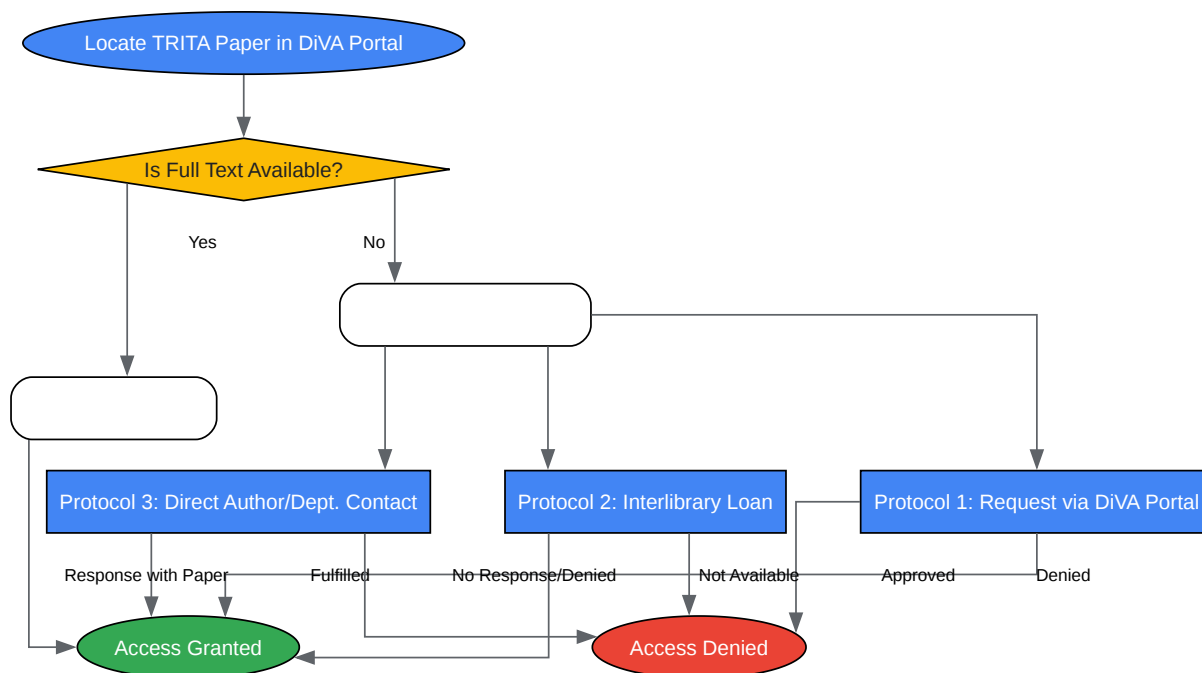 Locate TRITA Paper in DiVA Portal
Is Full Text Available?
Yes
No
Protocol 3: Direct Author/Dept. Contact
Protocol 2: Interlibrary Loan
Protocol 1: Request via DiVA Portal
Response with Paper
Fulfilled
No Response/Denied
Not Available
Approved
Denied
Access Granted
Access Denied